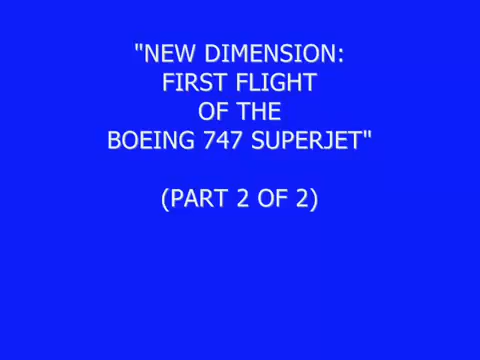 "NEW DIMENSION:
FIRST FLIGHT
OF THE
BOEING 747 SUPERJET"
(PART 2 OF 2)